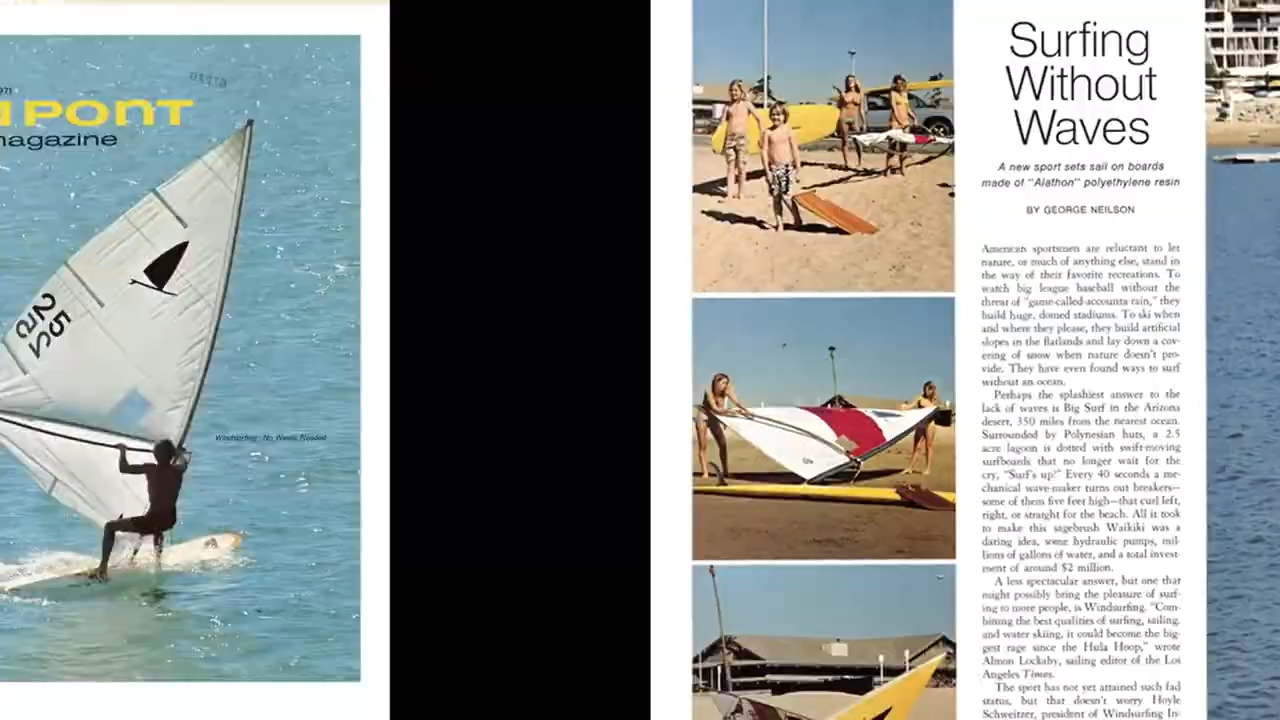 971
PONT
magazine
252
252
Windsurfing: No Waves Needed
Surfing
Without
Waves
A new sport sets sail on boards
made of "Alathon" polyethylene resin
BY GEORGE NEILSON
American sportsmen are reluctant to let
nature, or much of anything else, stand in
the way of their favorite recreations. To
watch big league baseball without the
threat of "game-called-accounta rain," they
build huge, domed stadiums. To ski when
and where they please, they build artificial
slopes in the flatlands and lay down a cov-
ering of snow when nature doesn't pro-
vide. They have even found ways to surf
without an ocean.
Perhaps the splashiest answer to the
lack of waves is Big Surf in the Arizona
desert, 350 miles from the nearest ocean.
Surrounded by Polynesian huts, a 2.5
acre lagoon is dotted with swift-moving
surfboards that no longer wait for the
cry, "Surf's up!" Every 40 seconds a me-
chanical wave-maker turns out breakers—
some of them five feet high—that curl left,
right, or straight for the beach. All it took
to make this sagebrush Waikiki was a
daring idea, some hydraulic pumps, mil-
lions of gallons of water, and a total invest-
ment of around $2 million.
A less spectacular answer, but one that
might possibly bring the pleasure of surf-
ing to more people, is Windsurfing. "Com-
bining the best qualities of surfing, sailing,
and water skiing, it could become the big-
gest rage since the Hula Hoop," wrote
Almon Lockaby, sailing editor of the Los
Angeles Times.
The sport has not yet attained such fad
status, but that doesn't worry Hoyle
Schweitzer, president of Windsurfing In-